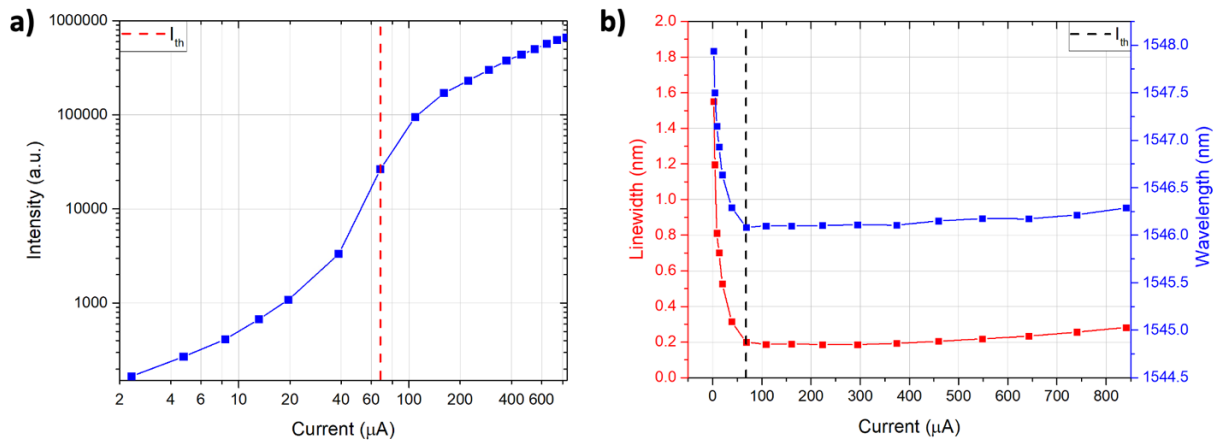 a)
I_th
1000000
100000
10000
1000
Intensity (a.u.)
2 4 6 8 10 20 40 60 100 200 400 600
Current (μA)
b)
I_th
2.0
1.8
1.6
1.4
1.2
1.0
0.8
0.6
0.4
0.2
0.0
Linewidth (nm)
1548.0
1547.5
1547.0
1546.5
1546.0
1545.5
1545.0
1544.5
Wavelength (nm)
0 100 200 300 400 500 600 700 800
Current (μA)